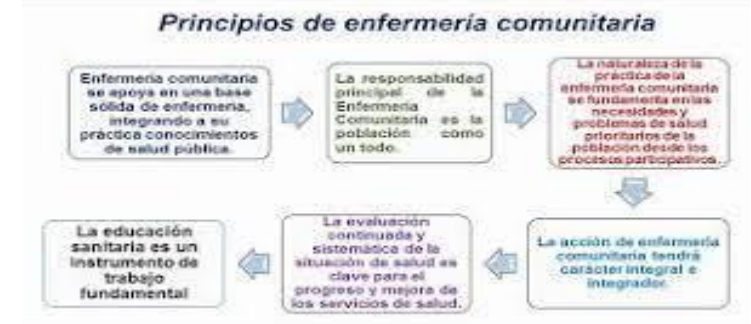 Principios de enfermería comunitaria
Enfermería comunitaria
se apoya en una base
sólida de enfermería,
integrando a su
práctica conocimientos
de salud pública.
La responsabilidad
principal de la
Enfermería
Comunitaria es la
población como
un todo.
La naturaleza de la
práctica de la
enfermería comunitaria
se fundamenta en las
necesidades y
problemas de salud
prioritarios de la
población desde los
procesos participativos.
La acción de enfermería
comunitaria tendrá
carácter integral e
integrador.
La evaluación
continuada y
sistemática de la
situación de salud es
clave para el
progreso y mejora de
los servicios de salud.
La educación
sanitaria es un
instrumento de
trabajo
fundamental